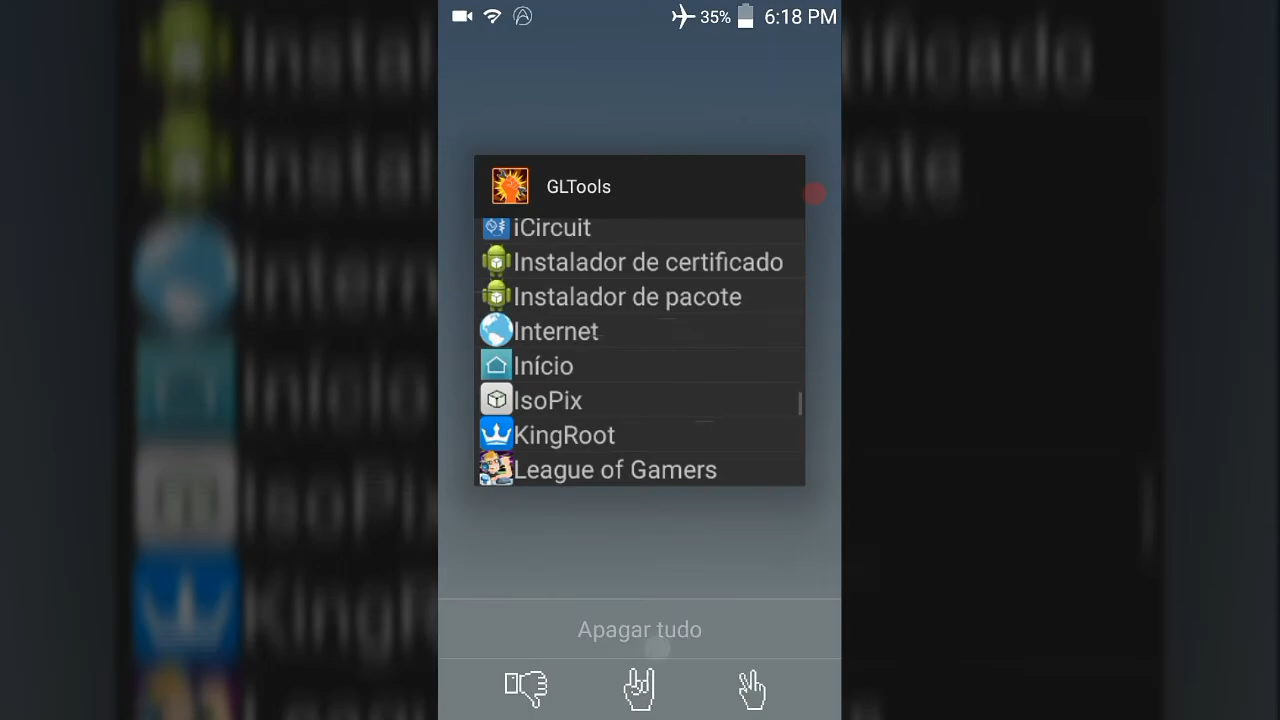 35% 6:18 PM
GLTools
iCircuit
Instalador de certificado
Instalador de pacote
Internet
Início
IsoPix
KingRoot
League of Gamers
Apagar tudo